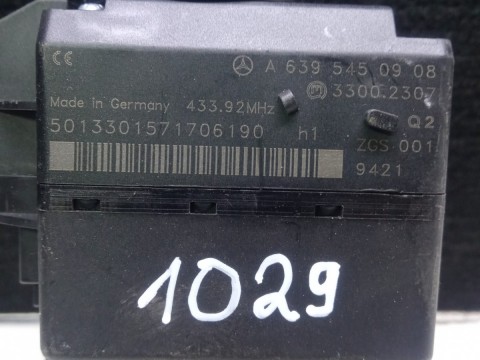 CE
A 639 545 09 08
3300.2307
Made in Germany 433.92MHz
Q2
5013301571706190 h1
ZGS 001
9421
1029